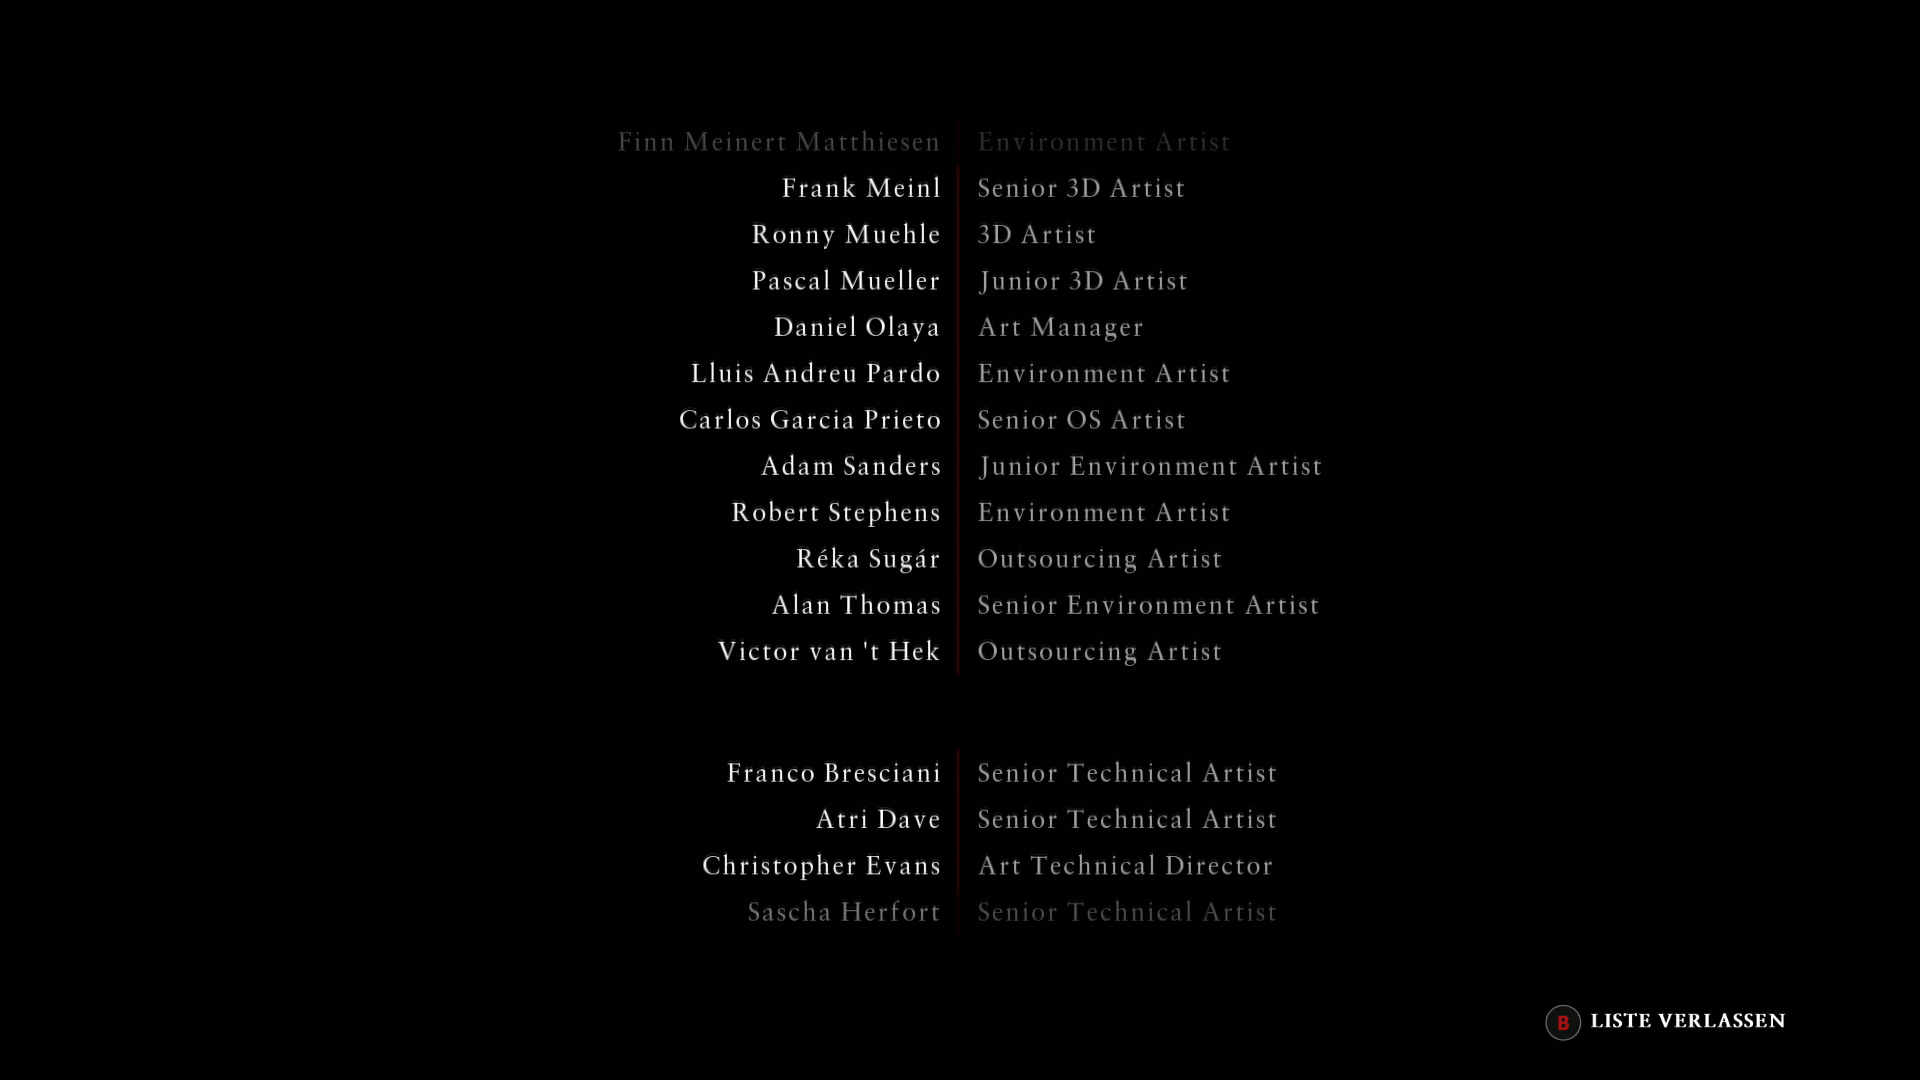 Finn Meinert Matthiesen Environment Artist
Frank Meinl Senior 3D Artist
Ronny Muehle 3D Artist
Pascal Mueller Junior 3D Artist
Daniel Olaya Art Manager
Lluis Andreu Pardo Environment Artist
Carlos Garcia Prieto Senior OS Artist
Adam Sanders Junior Environment Artist
Robert Stephens Environment Artist
Réka Sugár Outsourcing Artist
Alan Thomas Senior Environment Artist
Victor van 't Hek Outsourcing Artist
Franco Bresciani Senior Technical Artist
Atri Dave Senior Technical Artist
Christopher Evans Art Technical Director
Sascha Herfort Senior Technical Artist
B LISTE VERLASSEN